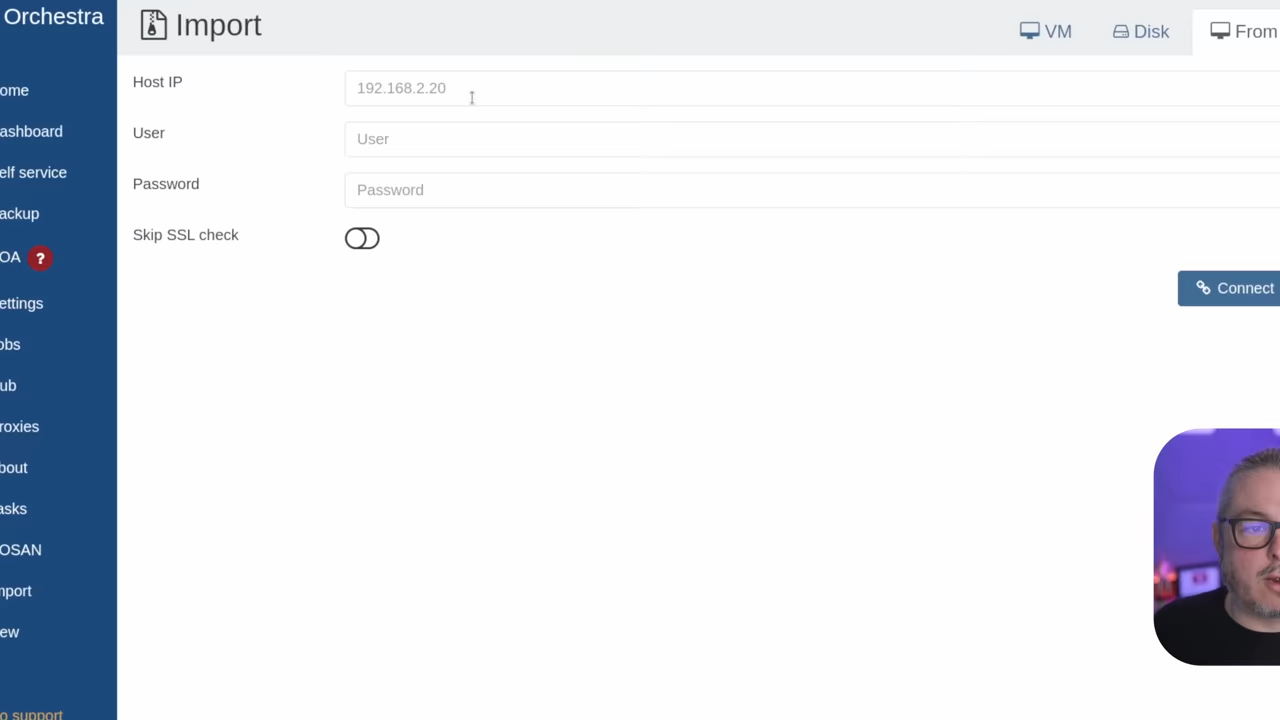 Orchestra
Import
VM
Disk
From
ome
ashboard
elf service
ackup
OA ?
ettings
obs
ub
roxies
bout
asks
OSAN
mport
ew
o support
Host IP
192.168.2.20
User
User
Password
Password
Skip SSL check
Connect